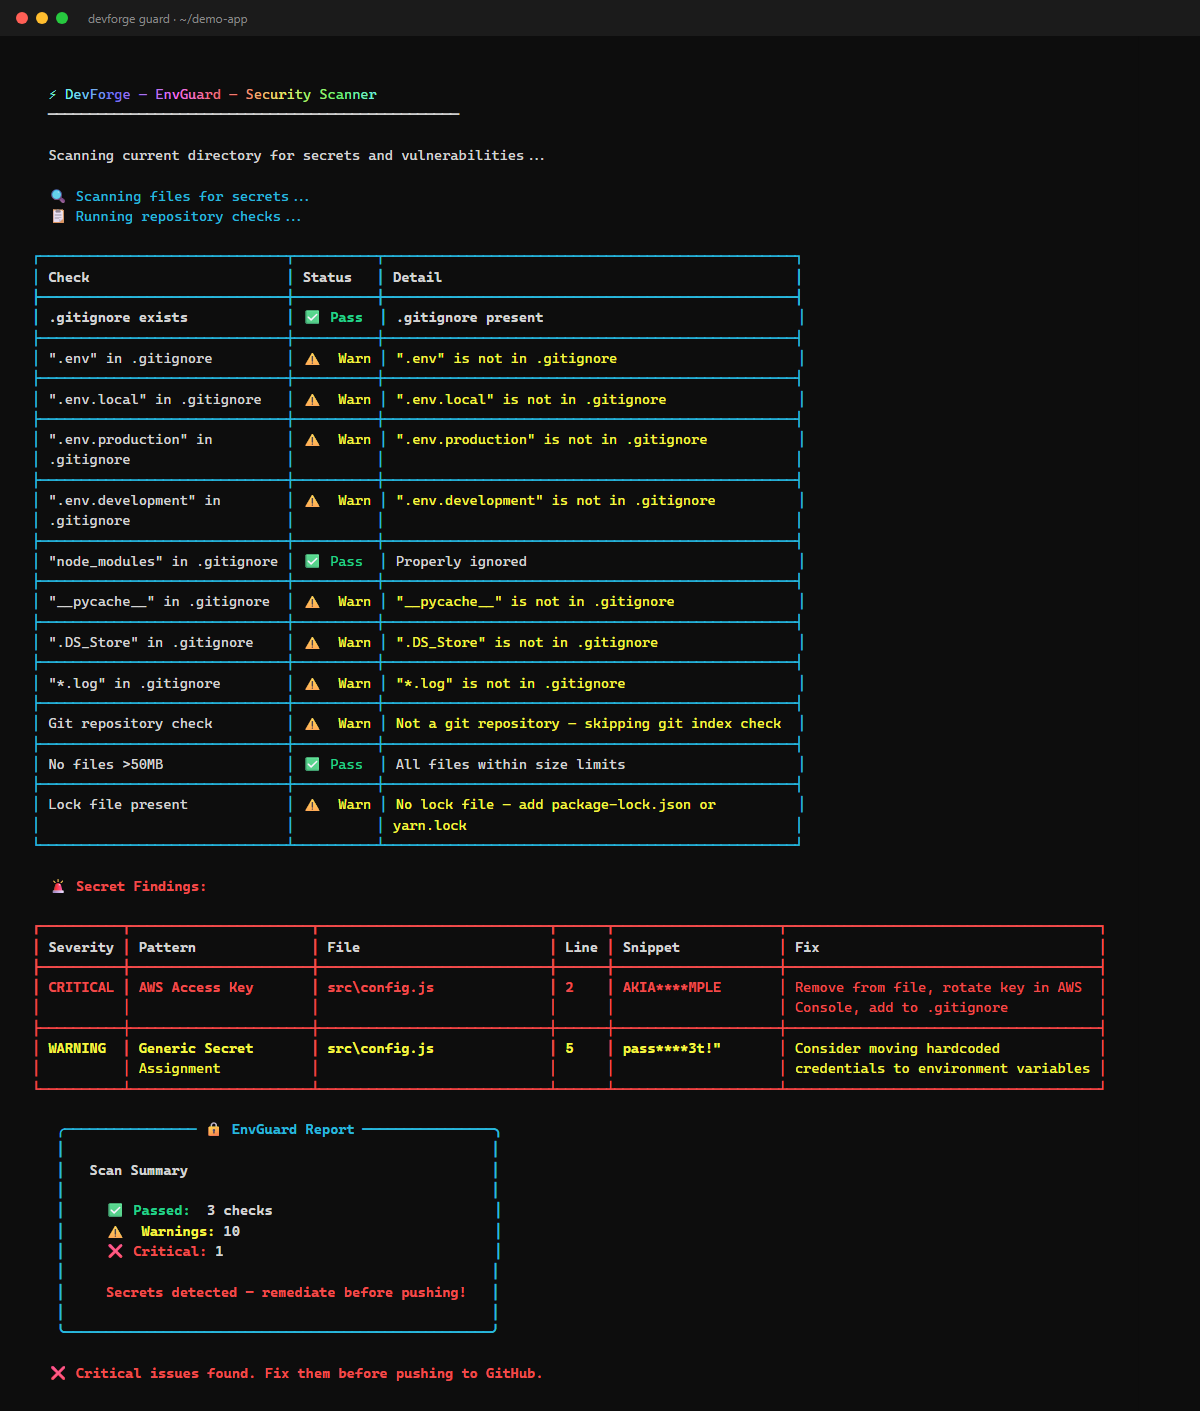 devforge guard · ~/demo-app
⚡ DevForge — EnvGuard — Security Scanner
Scanning current directory for secrets and vulnerabilities...
🔍 Scanning files for secrets...
📋 Running repository checks...
Check Status Detail
.gitignore exists ✅ Pass .gitignore present
".env" in .gitignore ⚠ Warn ".env" is not in .gitignore
".env.local" in .gitignore ⚠ Warn ".env.local" is not in .gitignore
".env.production" in ⚠ Warn ".env.production" is not in .gitignore
.gitignore
".env.development" in ⚠ Warn ".env.development" is not in .gitignore
.gitignore
"node_modules" in .gitignore ✅ Pass Properly ignored
"__pycache__" in .gitignore ⚠ Warn "__pycache__" is not in .gitignore
".DS_Store" in .gitignore ⚠ Warn ".DS_Store" is not in .gitignore
"*.log" in .gitignore ⚠ Warn "*.log" is not in .gitignore
Git repository check ⚠ Warn Not a git repository — skipping git index check
No files >50MB ✅ Pass All files within size limits
Lock file present ⚠ Warn No lock file — add package-lock.json or
yarn.lock
🚨 Secret Findings:
Severity Pattern File Line Snippet Fix
CRITICAL AWS Access Key src\config.js 2 AKIA****MPLE Remove from file, rotate key in AWS
Console, add to .gitignore
WARNING Generic Secret src\config.js 5 pass****3t!" Consider moving hardcoded
Assignment credentials to environment variables
🔒 EnvGuard Report
Scan Summary
✅ Passed: 3 checks
⚠ Warnings: 10
❌ Critical: 1
Secrets detected — remediate before pushing!
❌ Critical issues found. Fix them before pushing to GitHub.